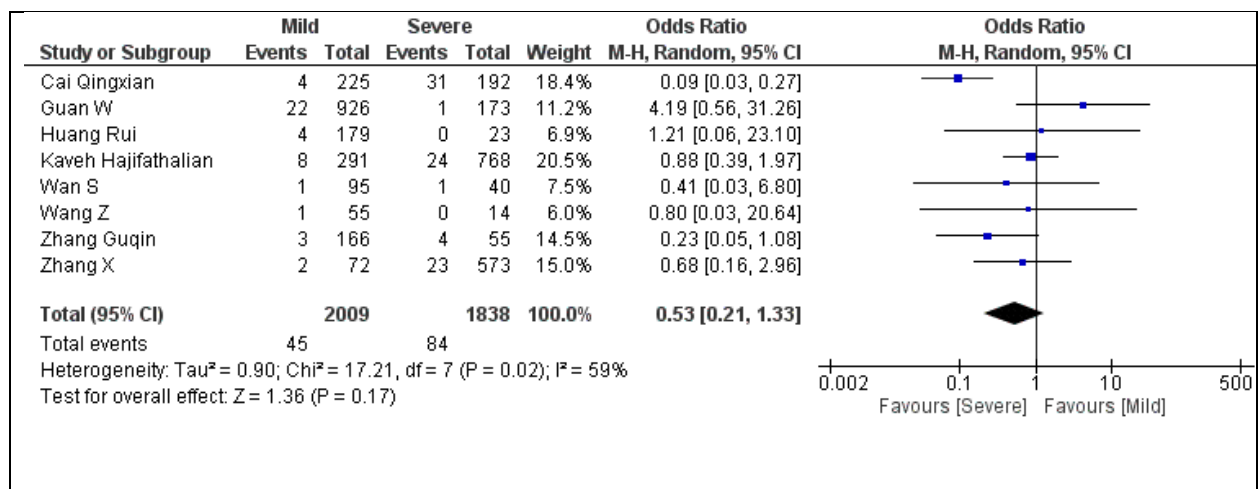 Mild Severe Odds Ratio Odds Ratio
Study or Subgroup Events Total Events Total Weight M-H, Random, 95% CI M-H, Random, 95% CI
Cai Qingxian 4 225 31 192 18.4% 0.09 [0.03, 0.27]
Guan W 22 926 1 173 11.2% 4.19 [0.56, 31.26]
Huang Rui 4 179 0 23 6.9% 1.21 [0.06, 23.10]
Kaveh Hajifathalian 8 291 24 768 20.5% 0.88 [0.39, 1.97]
Wan S 1 95 1 40 7.5% 0.41 [0.03, 6.80]
Wang Z 1 55 0 14 6.0% 0.80 [0.03, 20.64]
Zhang Guqin 3 166 4 55 14.5% 0.23 [0.05, 1.08]
Zhang X 2 72 23 573 15.0% 0.68 [0.16, 2.96]
Total (95% CI) 2009 1838 100.0% 0.53 [0.21, 1.33]
Total events 45 84
Heterogeneity: Tau² = 0.90; Chi² = 17.21, df = 7 (P = 0.02); I² = 59%
Test for overall effect: Z = 1.36 (P = 0.17)
0.002 0.1 1 10 500
Favours [Severe] Favours [Mild]